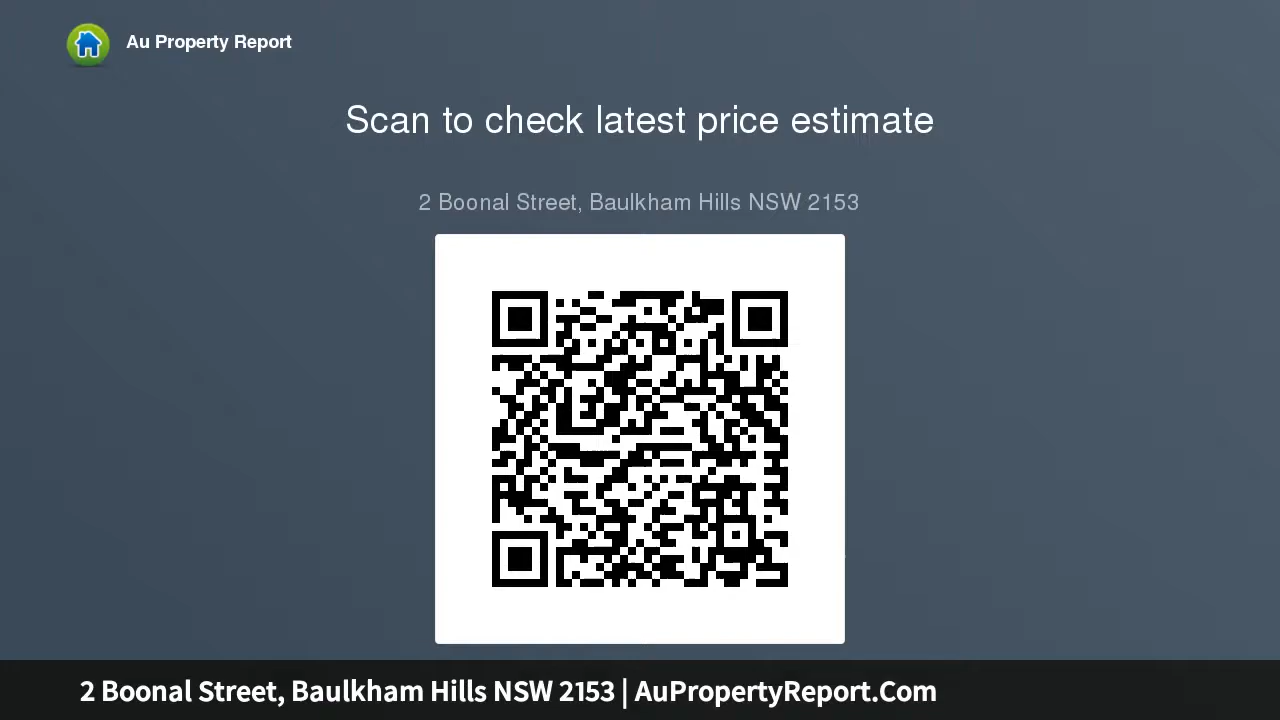 Au Property Report
Scan to check latest price estimate
2 Boonal Street, Baulkham Hills NSW 2153
2 Boonal Street, Baulkham Hills NSW 2153 | AuPropertyReport.Com